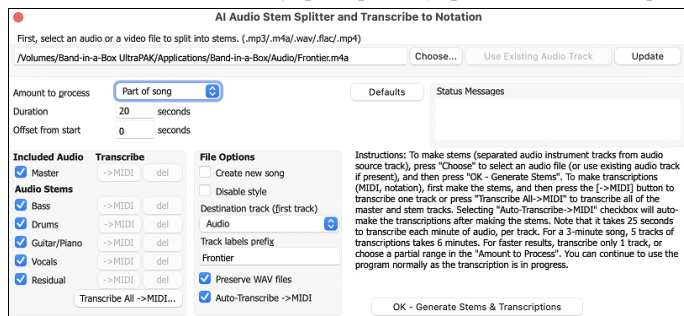 AI Audio Stem Splitter and Transcribe to Notation
First, select an audio or a video file to split into stems. (.mp3/.m4a/.wav/.flac/.mp4)
/Volumes/Band-in-a-Box UltraPAK/Applications/Band-in-a-Box/Audio/Frontier.m4a
Choose...
Use Existing Audio Track
Update
Amount to process
Part of song
Defaults
Status Messages
Duration
20 seconds
Offset from start
0 seconds
Included Audio
Transcribe
Master
->MIDI
del
Audio Stems
Bass
->MIDI
del
Drums
->MIDI
del
Guitar/Piano
->MIDI
del
Vocals
->MIDI
del
Residual
->MIDI
del
Transcribe All ->MIDI...
File Options
Create new song
Disable style
Destination track (first track)
Audio
Track labels prefix
Frontier
Preserve WAV files
Auto-Transcribe ->MIDI
Instructions: To make stems (separated audio instrument tracks from audio
source track), press "Choose" to select an audio file (or use existing audio track
if present), and then press "OK - Generate Stems". To make transcriptions
(MIDI, notation), first make the stems, and then press the [->MIDI] button to
transcribe one track or press "Transcribe All->MIDI" to transcribe all of the
master and stem tracks. Selecting "Auto-Transcribe->MIDI" checkbox will auto-
make the transcriptions after making the stems. Note that it takes 25 seconds
to transcribe each minute of audio, per track. For a 3-minute song, 5 tracks of
transcriptions takes 6 minutes. For faster results, transcribe only 1 track, or
choose a partial range in the "Amount to Process". You can continue to use the
program normally as the transcription is in progress.
OK - Generate Stems & Transcriptions